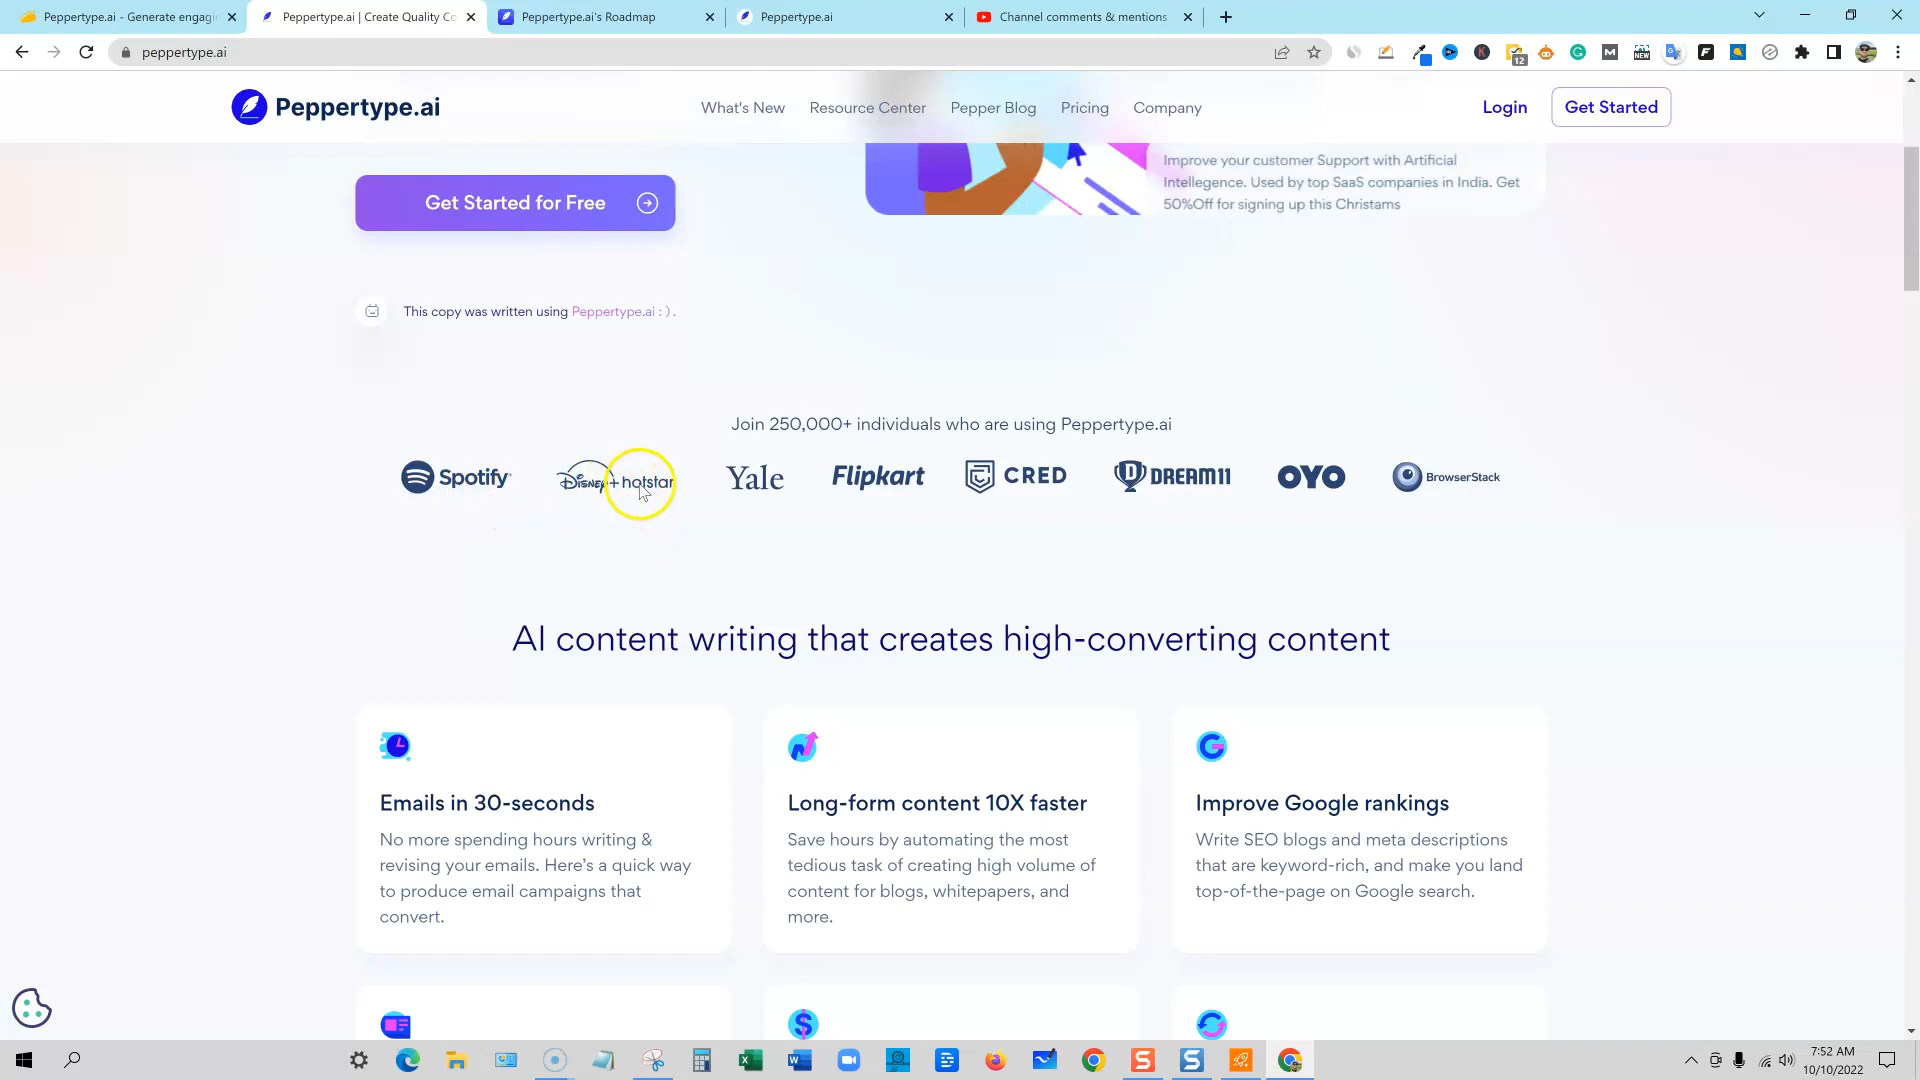 Peppertype.ai - Generate engagi
Peppertype.ai | Create Quality Co
Peppertype.ai's Roadmap
Peppertype.ai
Channel comments & mentions
peppertype.ai
12
NEW
Peppertype.ai
What's New
Resource Center
Pepper Blog
Pricing
Company
Login
Get Started
Improve your customer Support with Artificial
Intellegence. Used by top SaaS companies in India. Get
50%Off for signing up this Christams
Get Started for Free
This copy was written using Peppertype.ai : ) .
Join 250,000+ individuals who are using Peppertype.ai
Spotify
Disney+hotstar
Yale
Flipkart
CRED
DREAM11
OYO
BrowserStack
AI content writing that creates high-converting content
Emails in 30-seconds
No more spending hours writing &
revising your emails. Here's a quick way
to produce email campaigns that
convert.
Long-form content 10X faster
Save hours by automating the most
tedious task of creating high volume of
content for blogs, whitepapers, and
more.
Improve Google rankings
Write SEO blogs and meta descriptions
that are keyword-rich, and make you land
top-of-the-page on Google search.
7:52 AM
10/10/2022